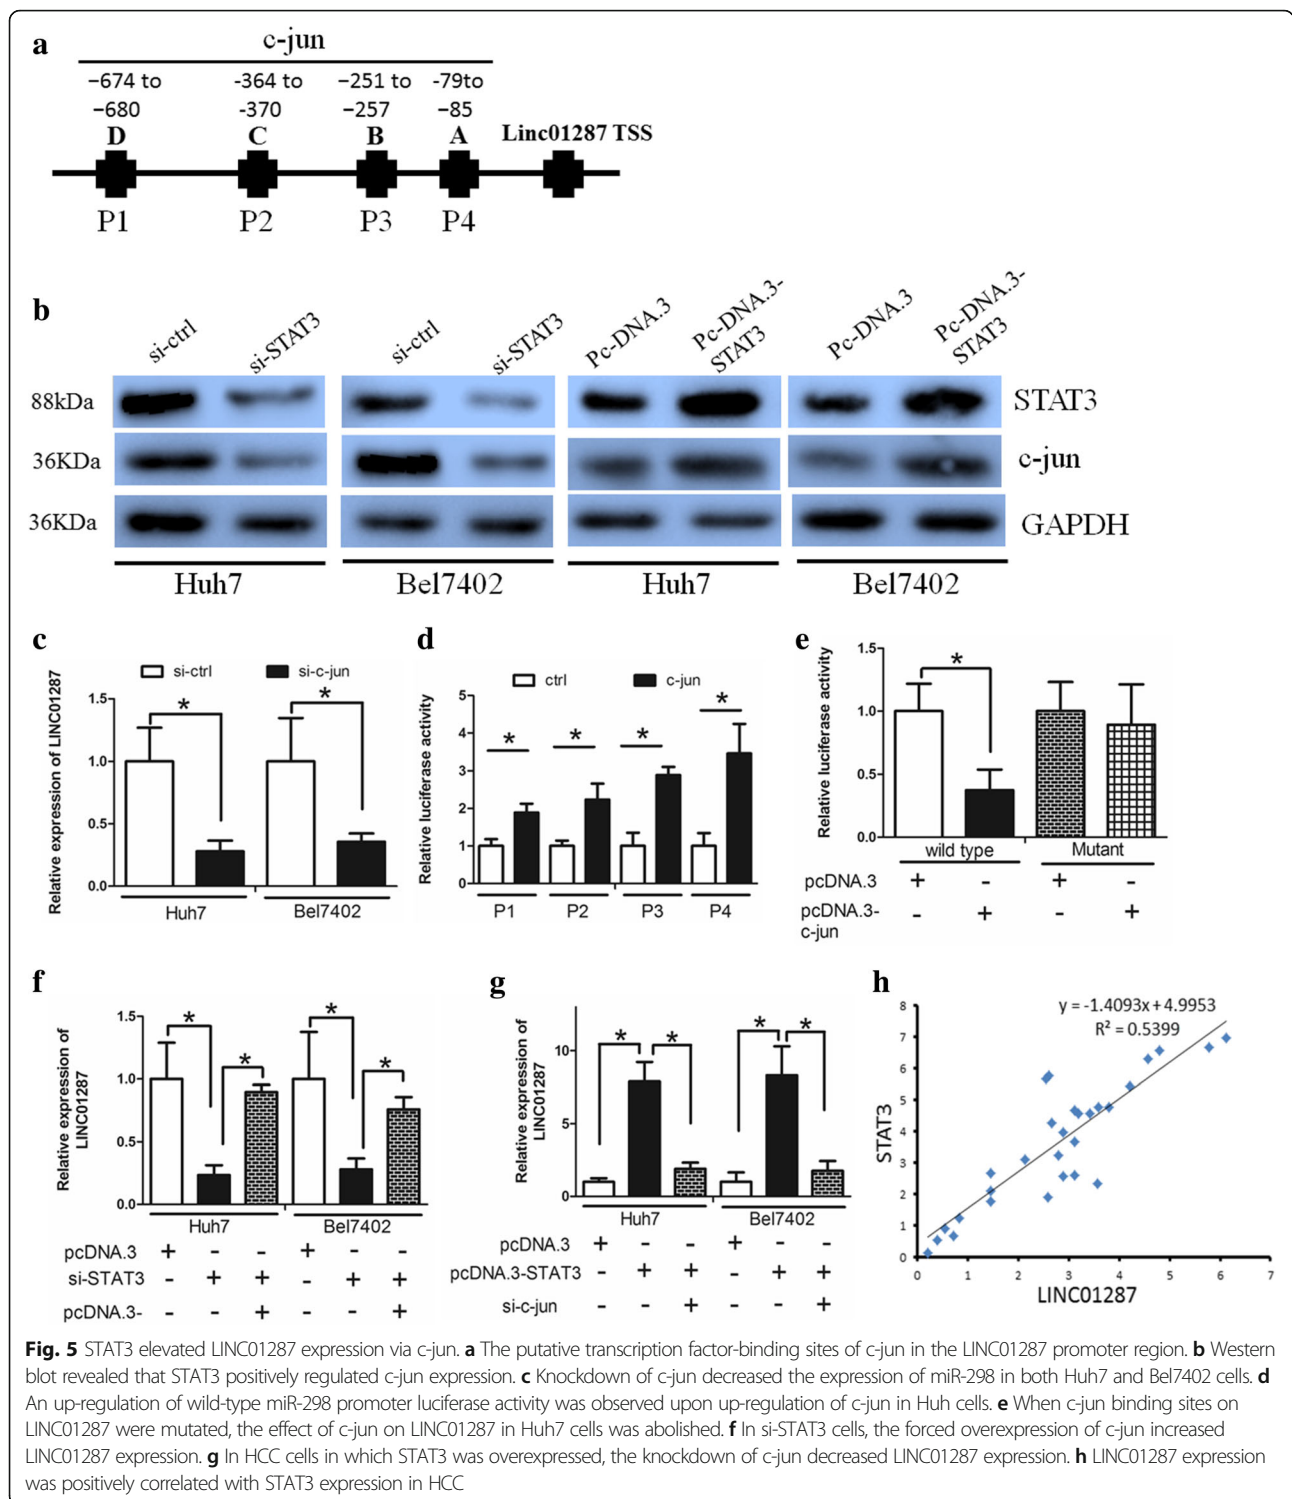 a
c-jun
−674 to -364 to −251 to -79to
−680 -370 −257 −85
D C B A Linc01287 TSS
P1 P2 P3 P4
b
si-ctrl si-STAT3 si-ctrl si-STAT3 Pc-DNA.3 Pc-DNA.3-STAT3 Pc-DNA.3 Pc-DNA.3-STAT3
88kDa STAT3
36KDa c-jun
36KDa GAPDH
Huh7 Bel7402 Huh7 Bel7402
c
si-ctrl si-c-jun
Relative expression of LINC01287
1.5
1.0
0.5
0.0
* *
Huh7 Bel7402
d
ctrl c-jun
Relative luciferase activity
5
4
3
2
1
0
* * * *
P1 P2 P3 P4
e
Relative luciferase activity
1.5
1.0
0.5
0.0
*
wild type Mutant
pcDNA.3 + - + -
pcDNA.3- - + - +
c-jun
f
Relative expression of
LINC01287
1.5
1.0
0.5
0.0
* * * *
Huh7 Bel7402
pcDNA.3 + - - + - -
si-STAT3 - + + - + +
pcDNA.3- - - + - - +
g
Relative expression of
LINC01287
10
5
0
* * * *
Huh7 Bel7402
pcDNA.3 + - - + - -
pcDNA.3-STAT3 - + + - + +
si-c-jun - - + - - +
h
y = -1.4093x + 4.9953
R² = 0.5399
STAT3
8
7
6
5
4
3
2
1
0
0 1 2 3 4 5 6 7
LINC01287
Fig. 5 STAT3 elevated LINC01287 expression via c-jun. a The putative transcription factor-binding sites of c-jun in the LINC01287 promoter region. b Western
blot revealed that STAT3 positively regulated c-jun expression. c Knockdown of c-jun decreased the expression of miR-298 in both Huh7 and Bel7402 cells. d
An up-regulation of wild-type miR-298 promoter luciferase activity was observed upon up-regulation of c-jun in Huh cells. e When c-jun binding sites on
LINC01287 were mutated, the effect of c-jun on LINC01287 in Huh7 cells was abolished. f In si-STAT3 cells, the forced overexpression of c-jun increased
LINC01287 expression. g In HCC cells in which STAT3 was overexpressed, the knockdown of c-jun decreased LINC01287 expression. h LINC01287 expression
was positively correlated with STAT3 expression in HCC